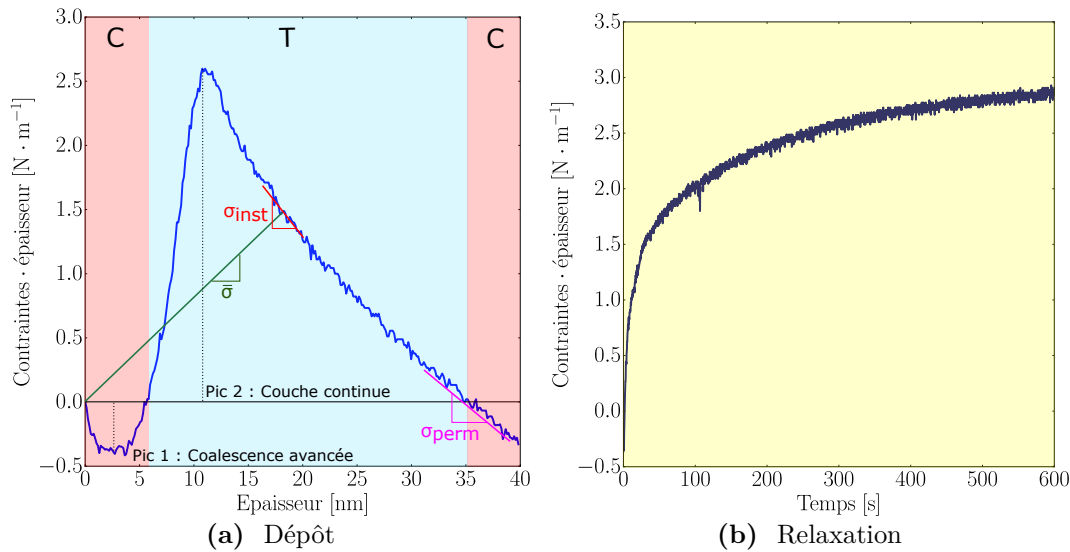 C T C
3.0
2.5
2.0
1.5
1.0
0.5
0.0
−0.5
Contraintes · épaisseur [N · m⁻¹]
σinst
σ̄
Pic 2 : Couche continue
σperm
Pic 1 : Coalescence avancée
0 5 10 15 20 25 30 35 40
Epaisseur [nm]
(a) Dépôt
3.5
3.0
2.5
2.0
1.5
1.0
0.5
0.0
−0.5
Contraintes · épaisseur [N · m⁻¹]
0 100 200 300 400 500 600
Temps [s]
(b) Relaxation